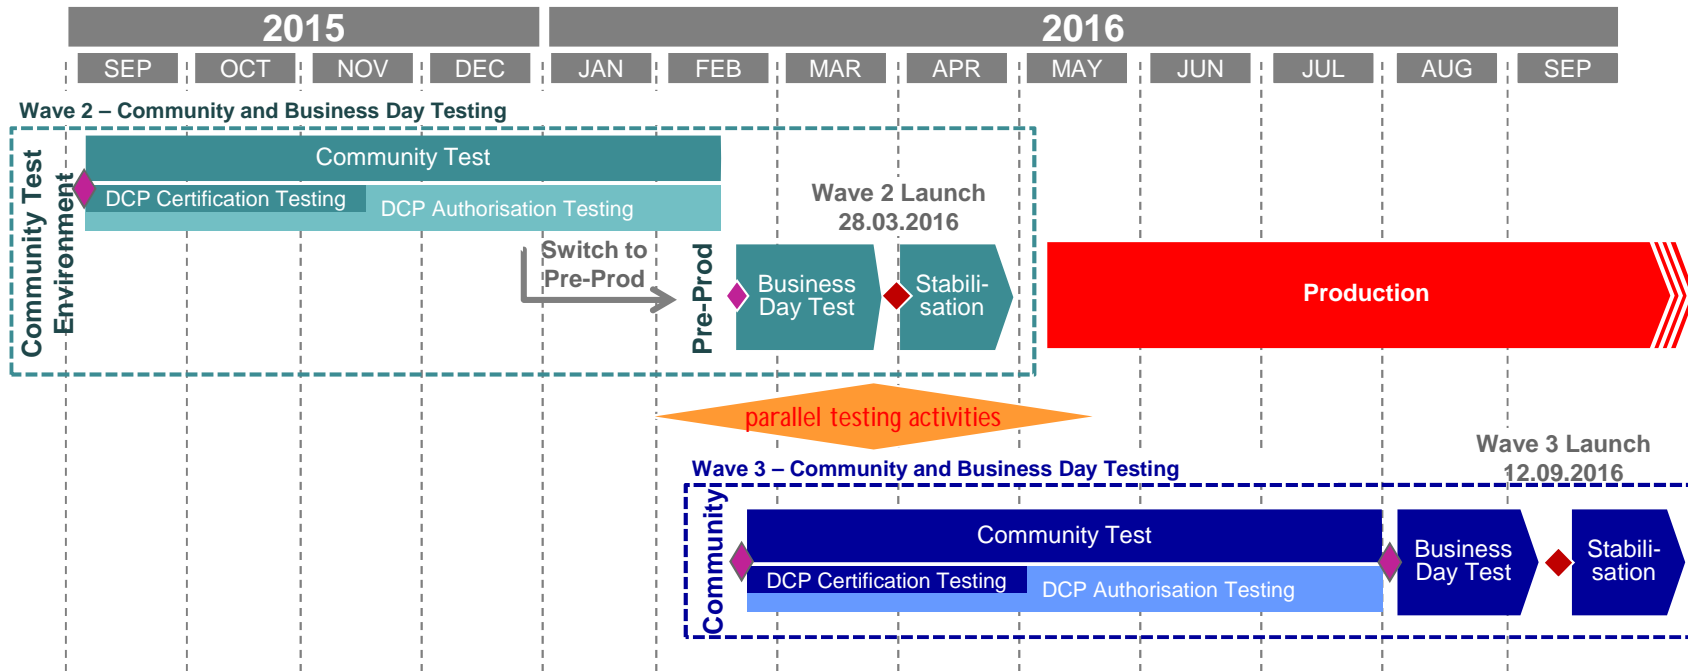 2015
2016
SEP
OCT
NOV
DEC
JAN
FEB
MAR
APR
MAY
JUN
JUL
AUG
SEP
Wave 2 – Community and Business Day Testing
Community Test
Environment
Community Test
DCP Certification Testing
DCP Authorisation Testing
Switch to
Pre-Prod
Pre-Prod
Wave 2 Launch
28.03.2016
Business
Day Test
Stabili-
sation
Production
parallel testing activities
Wave 3 – Community and Business Day Testing
Wave 3 Launch
12.09.2016
Community
Community Test
DCP Certification Testing
DCP Authorisation Testing
Business
Day Test
Stabili-
sation